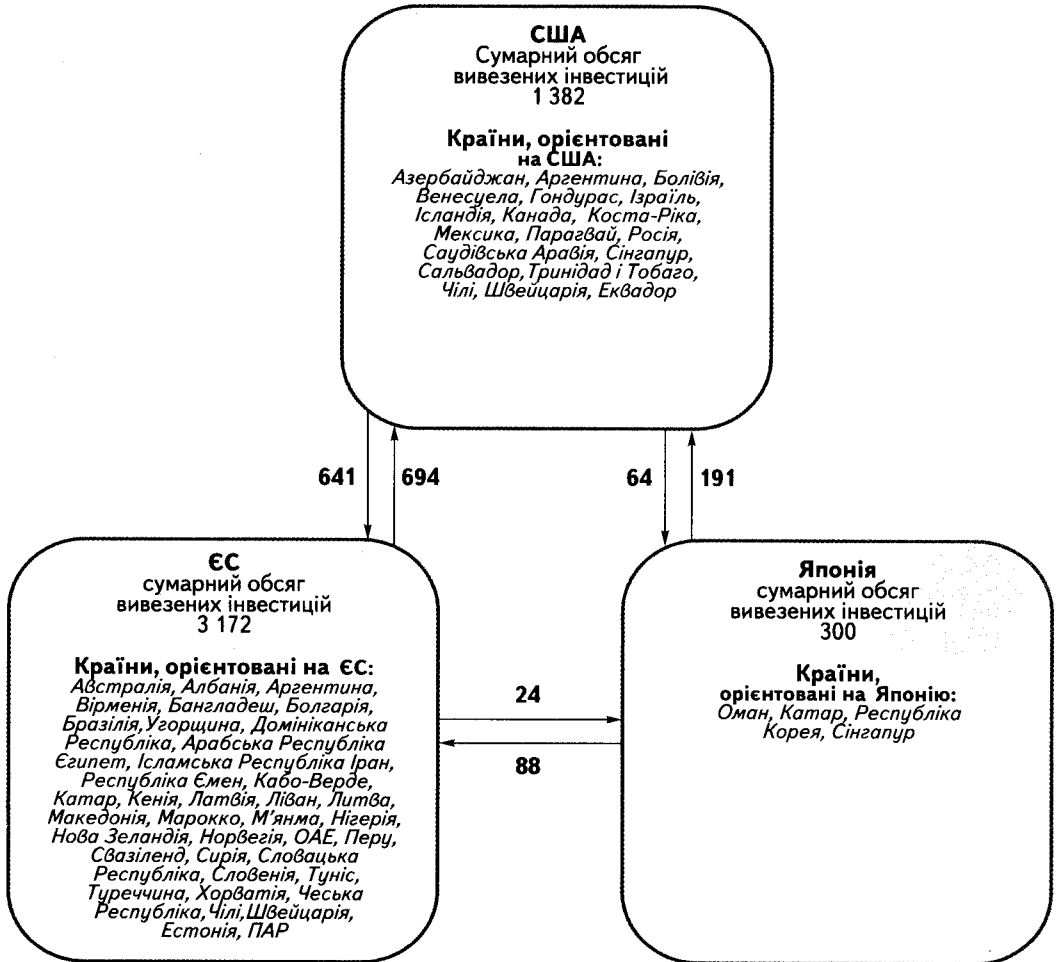 США
Сумарний обсяг
вивезених інвестицій
1 382
Країни, орієнтовані
на США:
Азербайджан, Аргентина, Болівія,
Венесуела, Гондурас, Ізраїль,
Ісландія, Канада, Коста-Ріка,
Мексика, Парагвай, Росія,
Саудівська Аравія, Сінгапур,
Сальвадор, Тринідад і Тобаго,
Чілі, Швейцарія, Еквадор
641 694 64 191
ЄС
сумарний обсяг
вивезених інвестицій
3 172
Країни, орієнтовані на ЄС:
Австралія, Албанія, Аргентина,
Вірменія, Бангладеш, Болгарія,
Бразілія, Угорщина, Домініканська
Республіка, Арабська Республіка
Єгипет, Ісламська Республіка Іран,
Республіка Ємен, Кабо-Верде,
Катар, Кенія, Латвія, Ліван, Литва,
Македонія, Марокко, М'янма, Нігерія,
Нова Зеландія, Норвегія, ОАЕ, Перу,
Свазіленд, Сирія, Словацька
Республіка, Словенія, Туніс,
Туреччина, Хорватія, Чеська
Республіка, Чілі, Швейцарія,
Естонія, ПАР
24
88
Японія
сумарний обсяг
вивезених інвестицій
300
Країни,
орієнтовані на Японію:
Оман, Катар, Республіка
Корея, Сінгапур